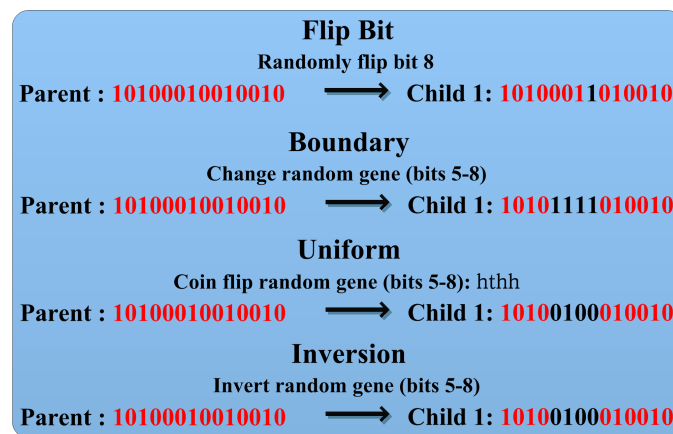 Flip Bit
Randomly flip bit 8
Parent : 10100010010010 ⟶ Child 1: 10100011010010
Boundary
Change random gene (bits 5-8)
Parent : 10100010010010 ⟶ Child 1: 10101111010010
Uniform
Coin flip random gene (bits 5-8): hthh
Parent : 10100010010010 ⟶ Child 1: 10100100010010
Inversion
Invert random gene (bits 5-8)
Parent : 10100010010010 ⟶ Child 1: 10100100010010